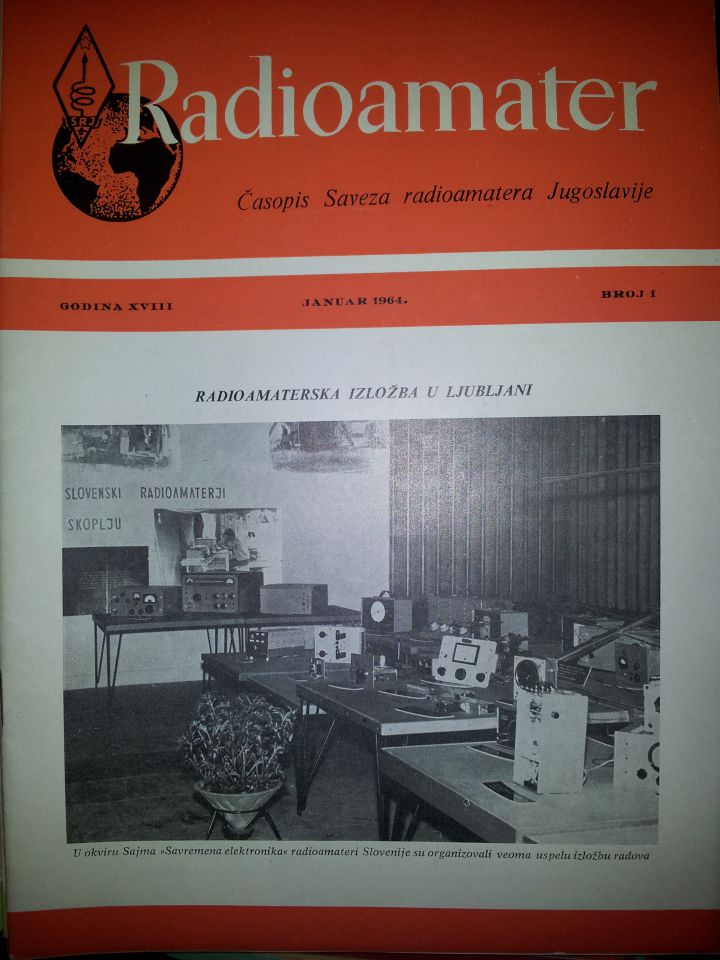 SRJ
Radioamater
Časopis Saveza radioamatera Jugoslavije
GODINA XVIII JANUAR 1964. BROJ 1
RADIOAMATERSKA IZLOŽBA U LJUBLJANI
SLOVENSKI RADIOAMATERJI
SKOPLJU
U okviru Sajma »Savremena elektronika« radioamateri Slovenije su organizovali veoma uspelu izložbu radova